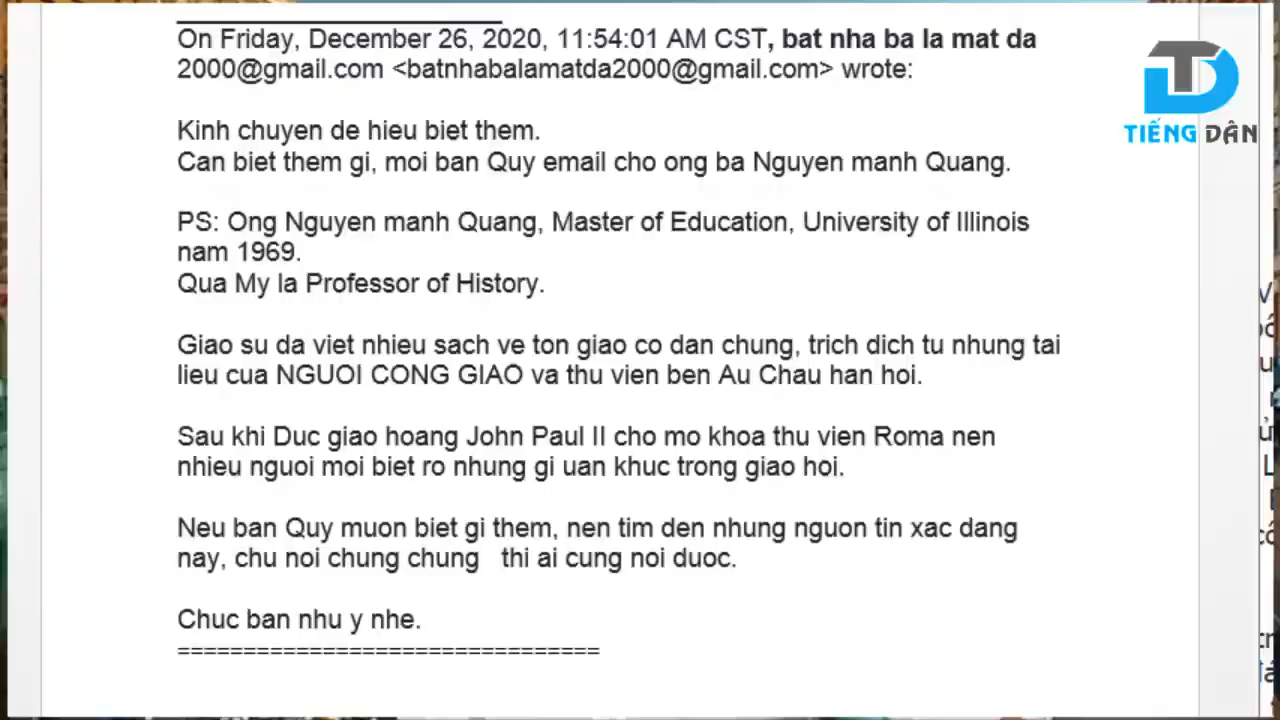 On Friday, December 26, 2020, 11:54:01 AM CST, bat nha ba la mat da
2000@gmail.com <batnhabalamatda2000@gmail.com> wrote:
TIẾNG DÂN
Kinh chuyen de hieu biet them.
Can biet them gi, moi ban Quy email cho ong ba Nguyen manh Quang.
PS: Ong Nguyen manh Quang, Master of Education, University of Illinois
nam 1969.
Qua My la Professor of History.
Giao su da viet nhieu sach ve ton giao co dan chung, trich dich tu nhung tai
lieu cua NGUOI CONG GIAO va thu vien ben Au Chau han hoi.
Sau khi Duc giao hoang John Paul II cho mo khoa thu vien Roma nen
nhieu nguoi moi biet ro nhung gi uan khuc trong giao hoi.
Neu ban Quy muon biet gi them, nen tim den nhung nguon tin xac dang
nay, chu noi chung chung thi ai cung noi duoc.
Chuc ban nhu y nhe.
================================